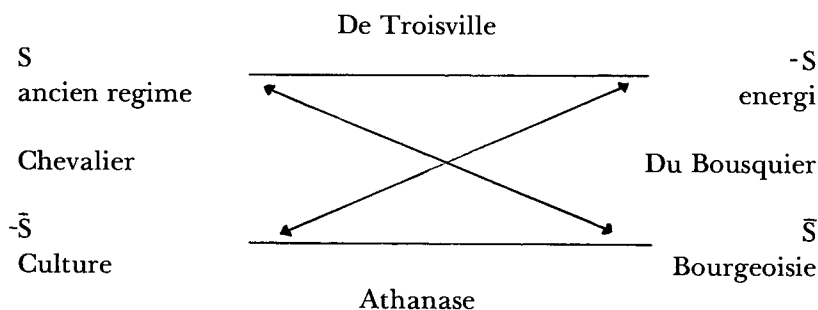 De Troisville
S -S
ancien regime energi
Chevalier Du Bousquier
-S̄ S̄
Culture Bourgeoisie
Athanase